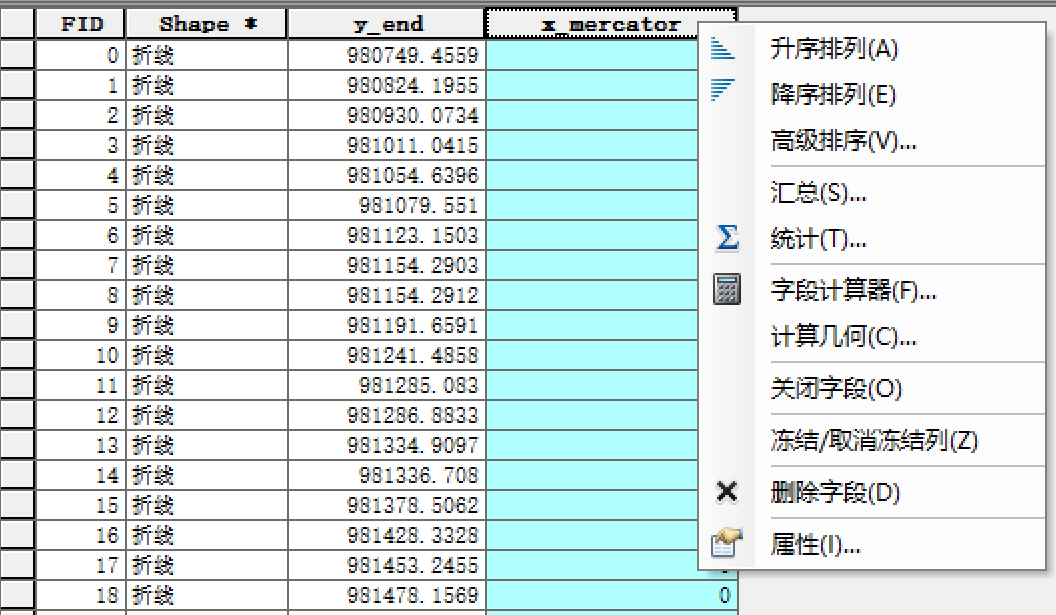 FID Shape * y_end x_mercator
0 折线 980749.4559
1 折线 980824.1955
2 折线 980930.0734
3 折线 981011.0415
4 折线 981054.6396
5 折线 981079.551
6 折线 981123.1503
7 折线 981154.2903
8 折线 981154.2912
9 折线 981191.6591
10 折线 981241.4858
11 折线 981285.083
12 折线 981286.8833
13 折线 981334.9097
14 折线 981336.708
15 折线 981378.5062
16 折线 981428.3328
17 折线 981453.2455
18 折线 981478.1569 0
升序排列(A)
降序排列(E)
高级排序(V)...
汇总(S)...
统计(T)...
字段计算器(F)...
计算几何(C)...
关闭字段(O)
冻结/取消冻结列(Z)
删除字段(D)
属性(I)...